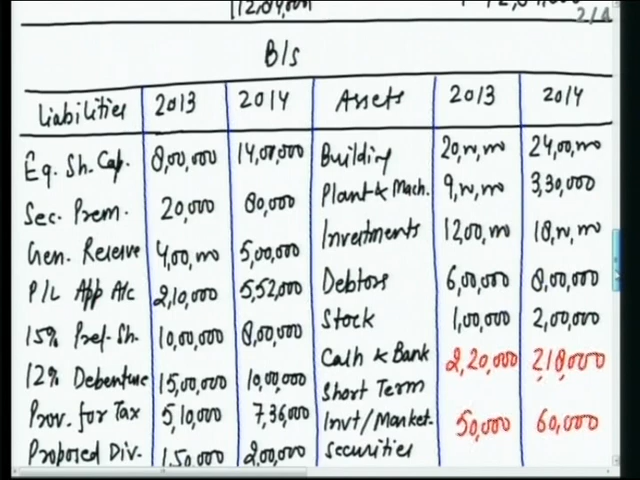 2/4
B/s
Liabilities 2013 2014 Assets 2013 2014
Eq. Sh. Cap. 8,00,000 14,00,000 Building 20,00,000 24,00,000
Sec. Prem. 20,000 80,000 Plant & Mach. 9,00,000 3,30,000
Gen. Reserve 4,00,000 5,00,000 Investments 1200,000 18,00,000
P/L App A/c 2,10,000 5,52,000 Debtors 6,00,000 8,00,000
15% Pref. Sh. 10,00,000 8,00,000 Stock 1,00,000 2,00,000
12% Debenture 15,00,000 10,00,000 Cash & Bank 2,20,000 2,18,000
Prov. for Tax 5,10,000 7,36,000 Short Term
Invt/Market. 50,000 60,000
Proposed Div. 1,50,000 2,00,000 securities